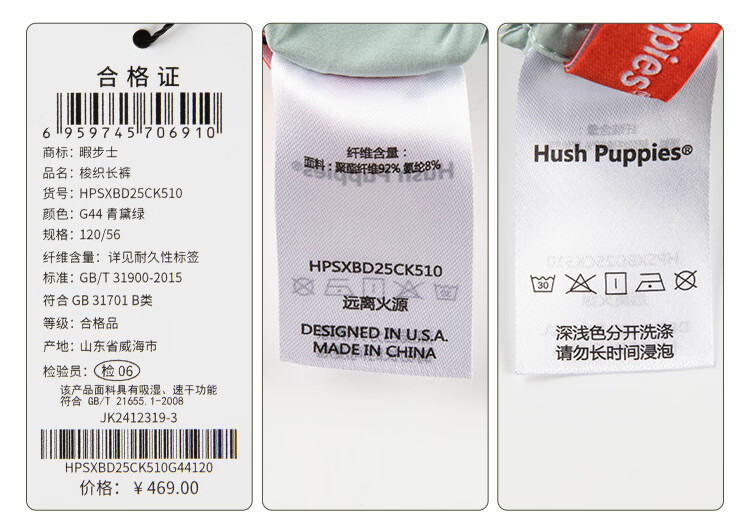 合格证
6 959745 706910
商标：暇步士
品名：梭织长裤
货号：HPSXBD25CK510
颜色：G44 青黛绿
规格：120/56
纤维含量：详见耐久性标签
标准：GB/T 31900-2015
符合 GB 31701 B类
等级：合格品
产地：山东省威海市
检验员：检 06
该产品面料具有吸湿、速干功能
符合 GB/T 21655.1-2008
JK2412319-3
HPSXBD25CK510G44120
价格：￥469.00
纤维含量：
面料：聚酯纤维92% 氨纶8%
HPSXBD25CK510
远离火源
DESIGNED IN U.S.A.
MADE IN CHINA
uppies®
Hush Puppies®
30
深浅色分开洗涤
请勿长时间浸泡